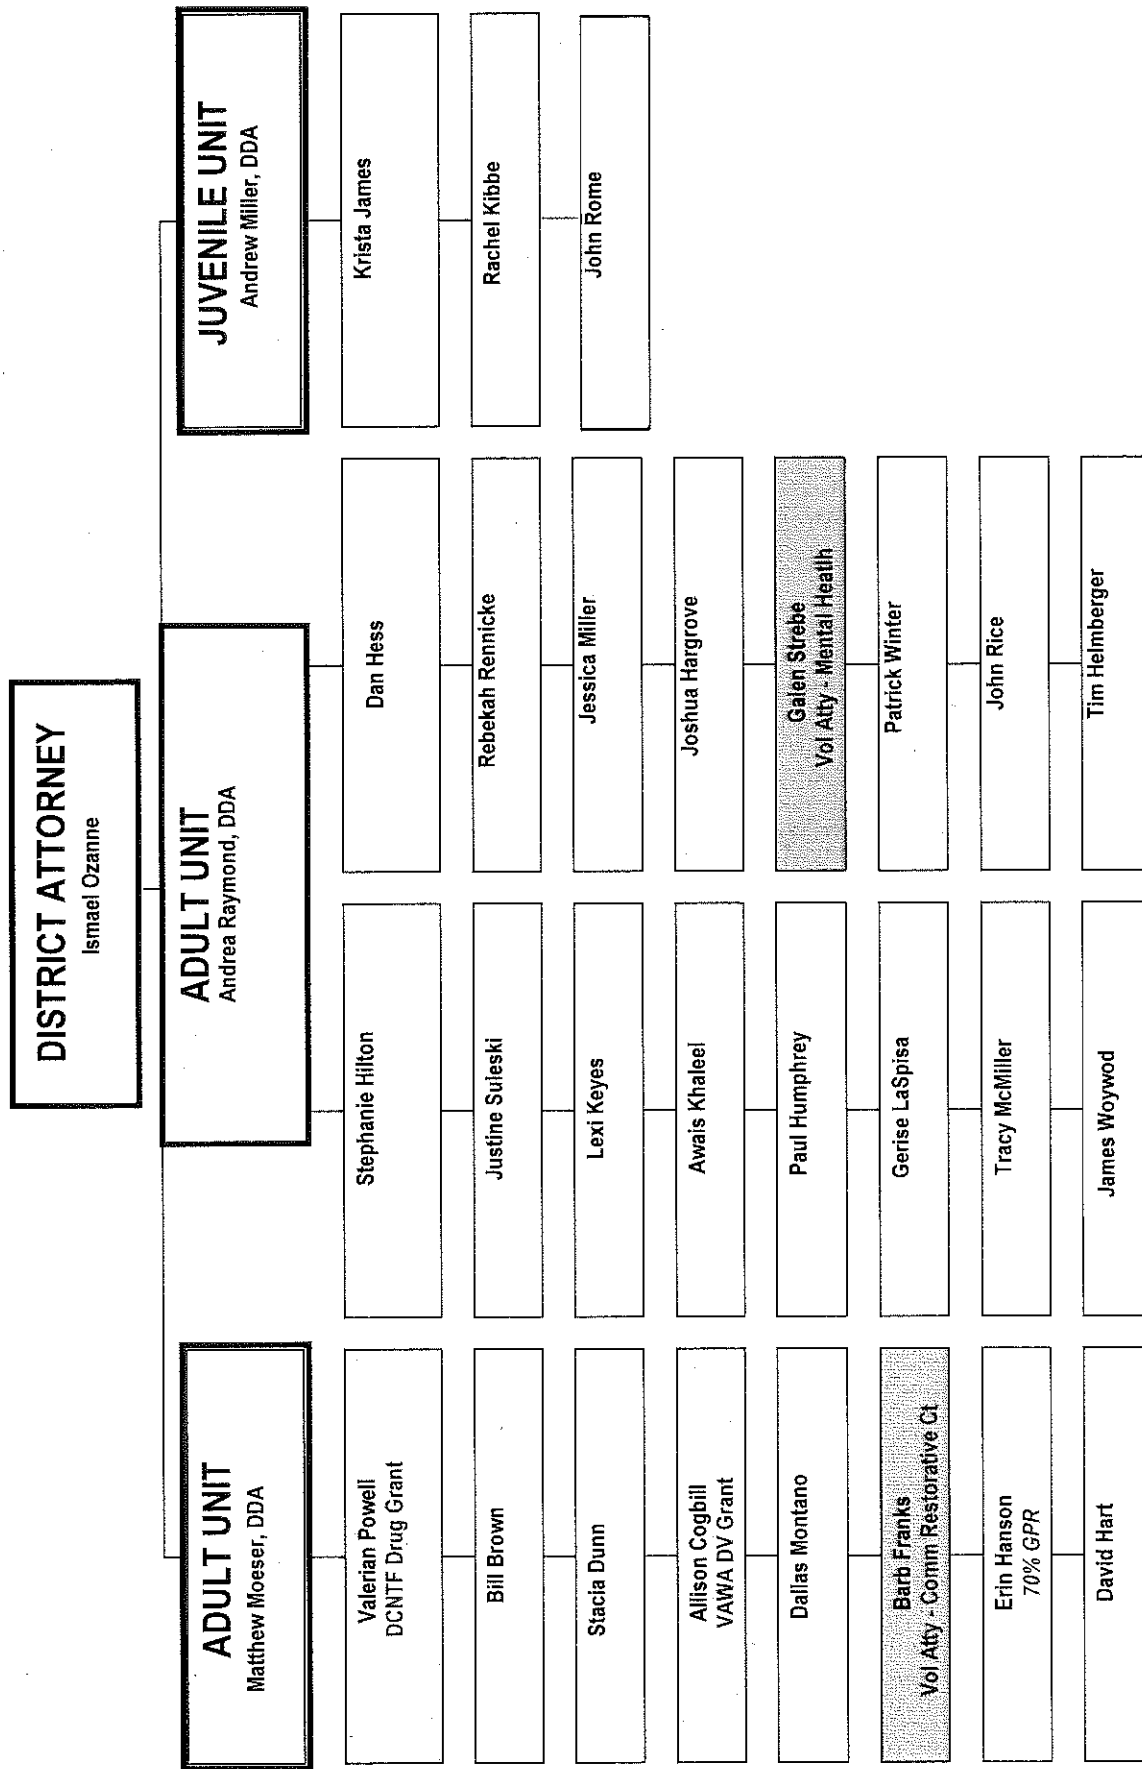 DISTRICT ATTORNEY
Ismael Ozanne
ADULT UNIT
Matthew Moeser, DDA
ADULT UNIT
Andrea Raymond, DDA
JUVENILE UNIT
Andrew Miller, DDA
Valerian Powell
DCNTF Drug Grant
Stephanie Hilton
Dan Hess
Krista James
Bill Brown
Justine Suleski
Rebekah Rennicke
Rachel Kibbe
Stacia Dunn
Lexi Keyes
Jessica Miller
John Rome
Allison Cogbill
VAWA DV Grant
Awais Khaleel
Joshua Hargrove
Dallas Montano
Paul Humphrey
Galen Strebe
Vol Atty - Mental Heatlh
Barb Franks
Vol Atty - Comm Restorative Ct
Gerise LaSpisa
Patrick Winter
Erin Hanson
70% GPR
Tracy McMiller
John Rice
David Hart
James Woywod
Tim Helmberger